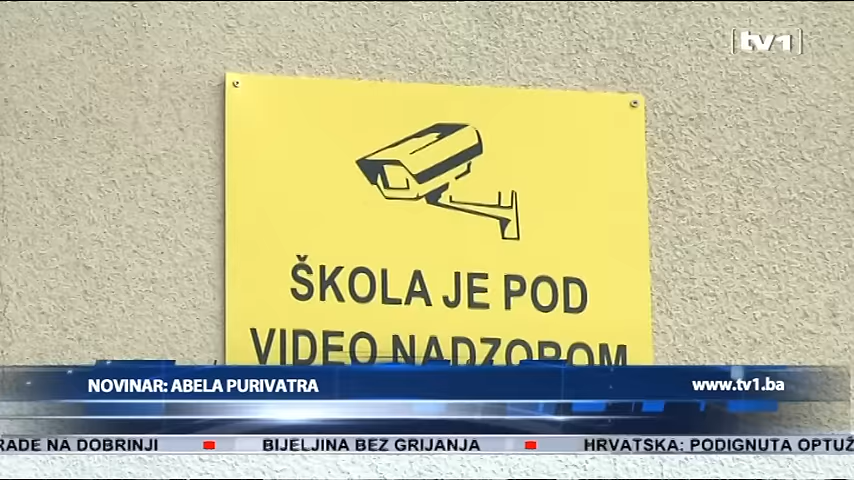 tv1
ŠKOLA JE POD
VIDEO NADZOROM
NOVINAR: ABELA PURIVATRA
www.tv1.ba
RADE NA DOBRINJI BIJELJINA BEZ GRIJANJA HRVATSKA: PODIGNUTA OPTUŽ